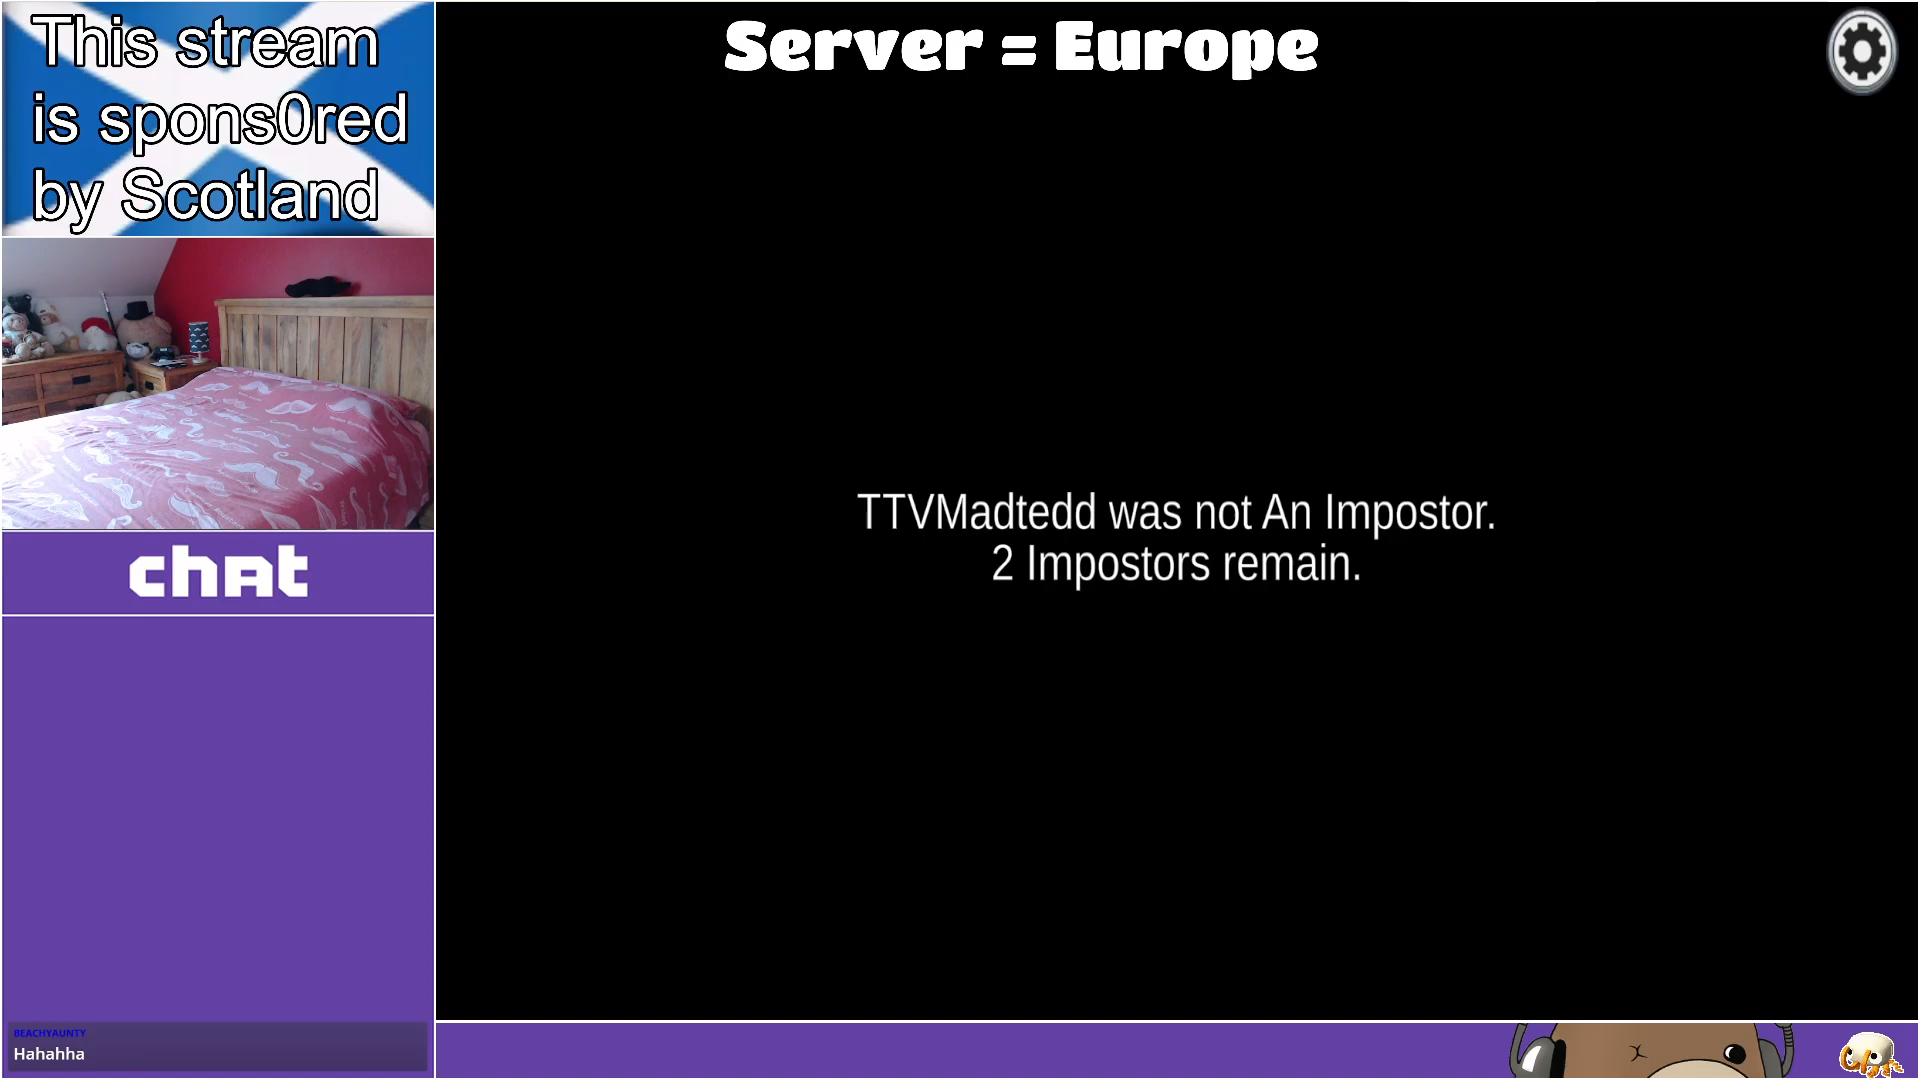 This stream
is spons0red
by Scotland
Server = Europe
TTVMadtedd was not An Impostor.
2 Impostors remain.
chat
BEACHYAUNTY
Hahahha